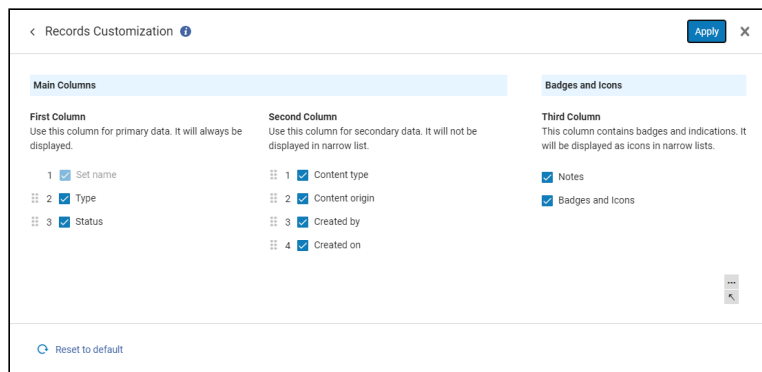 Records Customization
Apply
Main Columns
Badges and Icons
First Column
Use this column for primary data. It will always be
displayed.
1 Set name
2 Type
3 Status
Second Column
Use this column for secondary data. It will not be
displayed in narrow list.
1 Content type
2 Content origin
3 Created by
4 Created on
Third Column
This column contains badges and indications. It
will be displayed as icons in narrow lists.
Notes
Badges and Icons
Reset to default